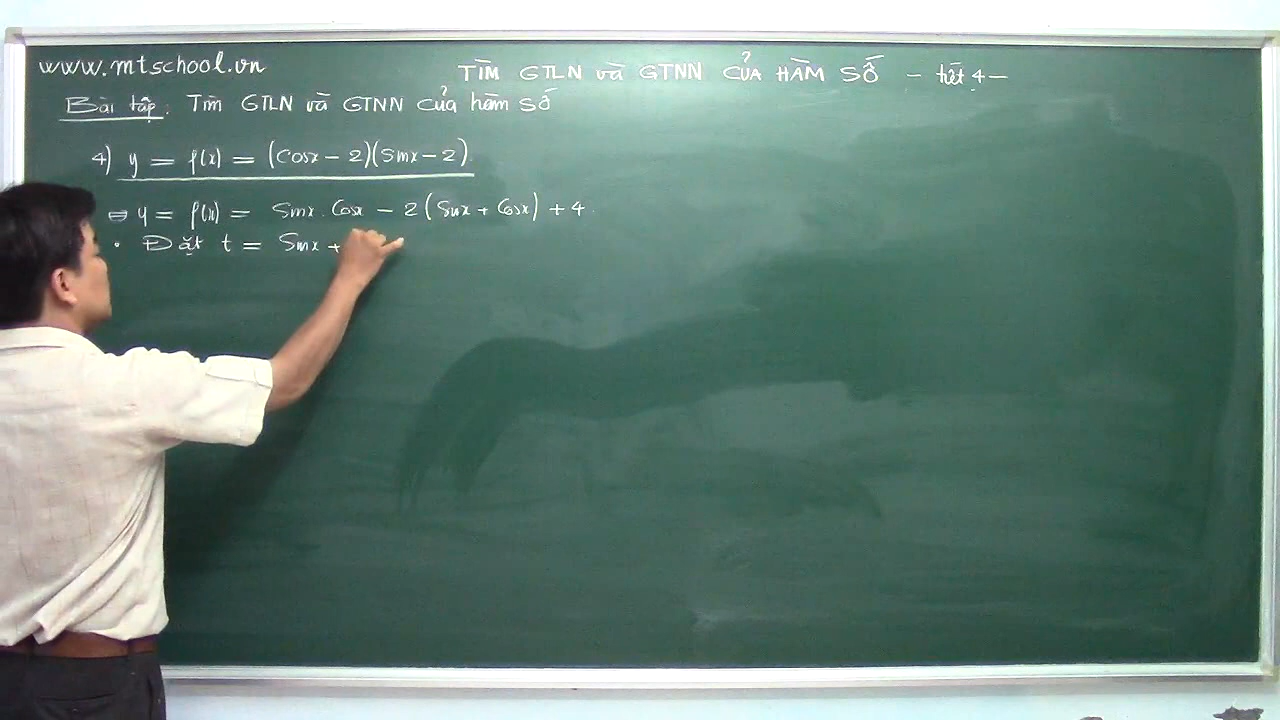 www.mtschool.vn
TÌM GTLN và GTNN CỦA HÀM SỐ - tiết 4 -
Bài tập: Tìm GTLN và GTNN của hàm số
4) y = f(x) = (cosx - 2)(sinx - 2).
⇔ y = f(x) = sinx.cosx - 2(sinx + cosx) + 4.
• Đặt t = sinx +